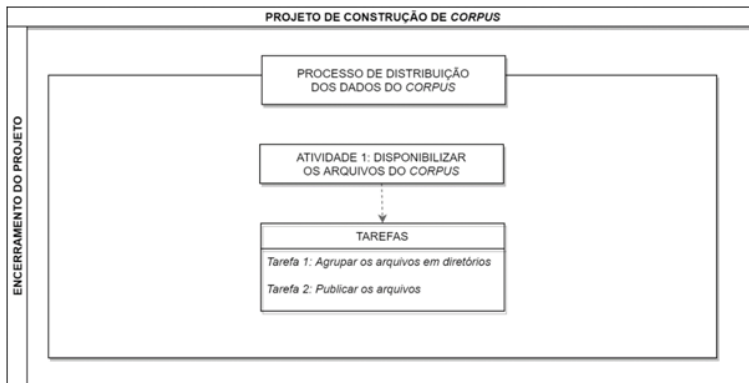 PROJETO DE CONSTRUÇÃO DE CORPUS
ENCERRAMENTO DO PROJETO
PROCESSO DE DISTRIBUIÇÃO
DOS DADOS DO CORPUS
ATIVIDADE 1: DISPONIBILIZAR
OS ARQUIVOS DO CORPUS
TAREFAS
Tarefa 1: Agrupar os arquivos em diretórios
Tarefa 2: Publicar os arquivos